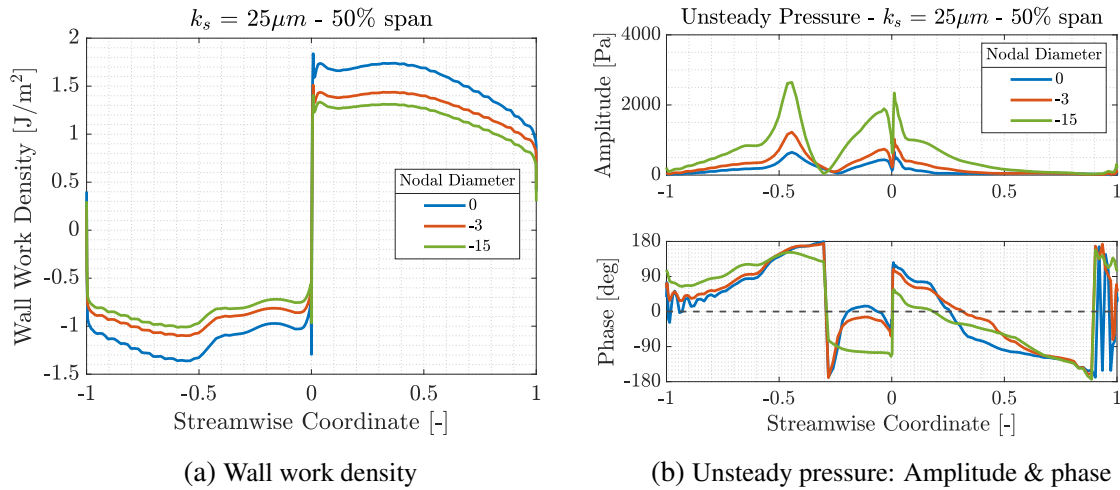 k_s = 25μm - 50% span
Wall Work Density [J/m²]
2
1.5
1
0.5
0
-0.5
-1
-1.5
Nodal Diameter
0
-3
-15
-1 -0.5 0 0.5 1
Streamwise Coordinate [-]
(a) Wall work density
Unsteady Pressure - k_s = 25μm - 50% span
Amplitude [Pa]
4000
2000
0
Nodal Diameter
0
-3
-15
-1 -0.5 0 0.5 1
Phase [deg]
180
90
0
-90
-180
-1 -0.5 0 0.5 1
Streamwise Coordinate [-]
(b) Unsteady pressure: Amplitude & phase